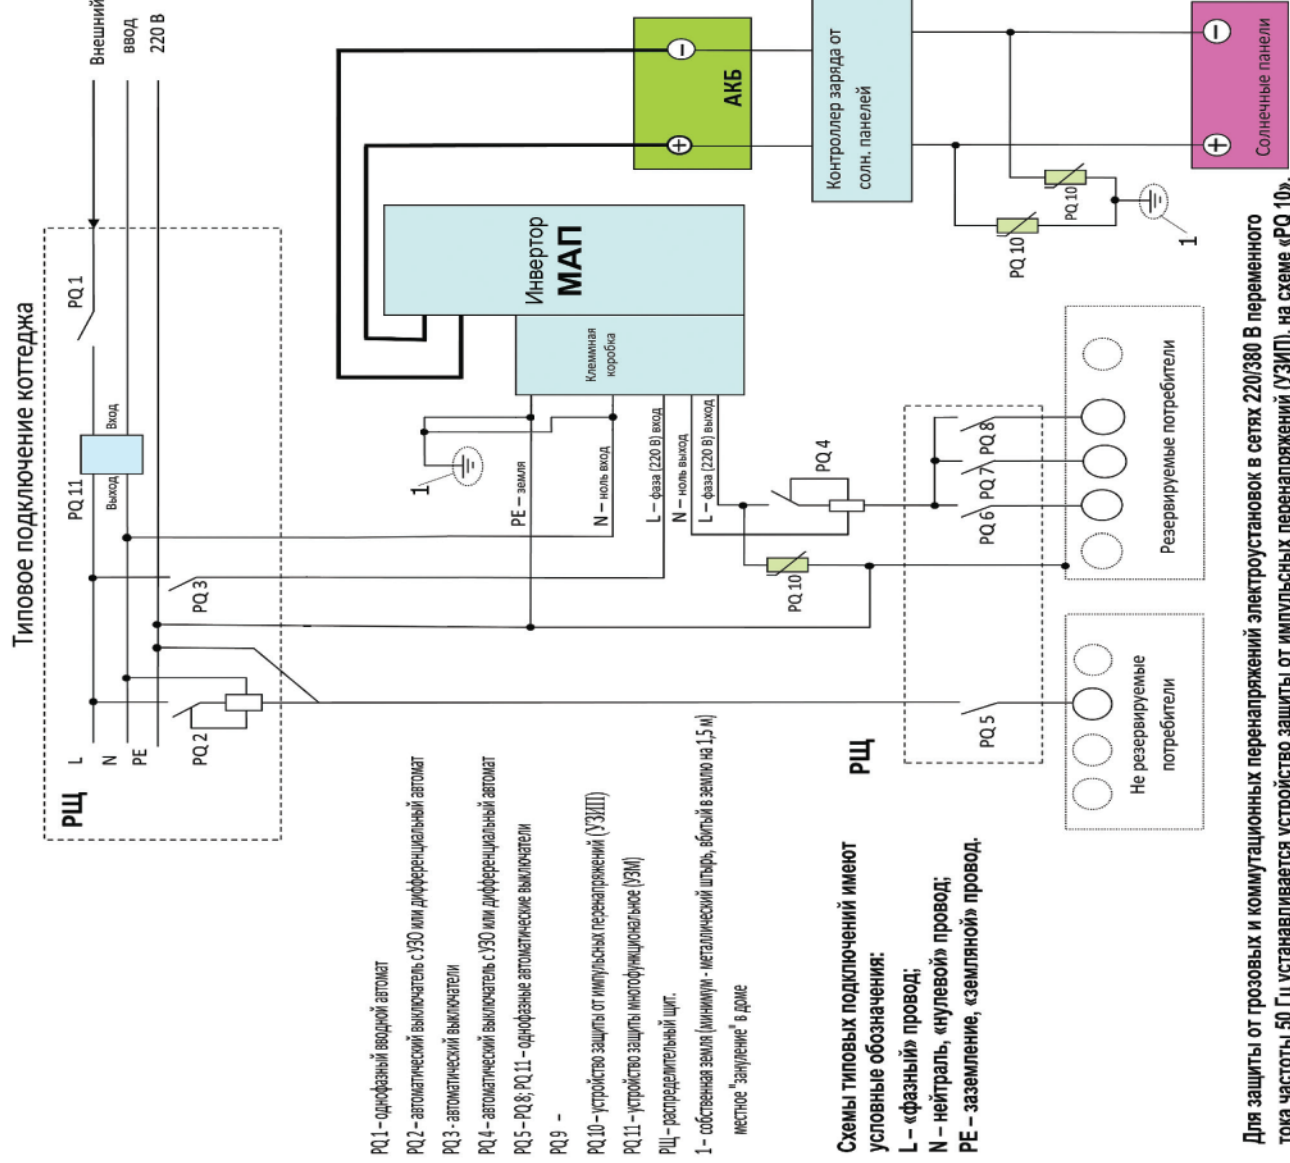 Типовое подключение коттеджа
Внешний
ввод
220 В
PQ 1
PQ 11
Вход
Выход
PQ 3
PQ 2
L
N
PE
РЩ
АКБ
Контроллер заряда от
солн. панелей
Солнечные панели
PQ 10
PQ 10
1
Инвертор
МАП
Клеммная
коробка
1
PE – земля
N – ноль вход
L – фаза (220 В) вход
N – ноль выход
L – фаза (220 В) выход
PQ 4
PQ 10
PQ 8
PQ 7
PQ 6
PQ 5
РЩ
Резервируемые потребители
Не резервируемые
потребители
PQ 1 – однофазный вводной автомат
PQ 2 – автоматический выключатель с УЗО или дифференциальный автомат
PQ 3 - автоматический выключатели
PQ 4 – автоматический выключатель с УЗО или дифференциальный автомат
PQ 5 – PQ 8; PQ 11 – однофазные автоматические выключатели
PQ 9 –
PQ 10 – устройство защиты от импульсных перенапряжений (УЗИП)
PQ 11 – устройство защиты многофункциональное (УЗМ)
РЩ – распределительный щит.
1 – собственная земля (минимум - металлический штырь, вбитый в землю на 1,5 м)
местное "зануление" в доме
Схемы типовых подключений имеют
условные обозначения:
L – «фазный» провод;
N – нейтраль, «нулевой» провод;
PE – заземление, «земляной» провод.
Для защиты от грозовых и коммутационных перенапряжений электроустановок в сетях 220/380 В переменного
тока частоты 50 Гц устанавливается устройство защиты от импульсных перенапряжений (УЗИП), на схеме «PQ 10».